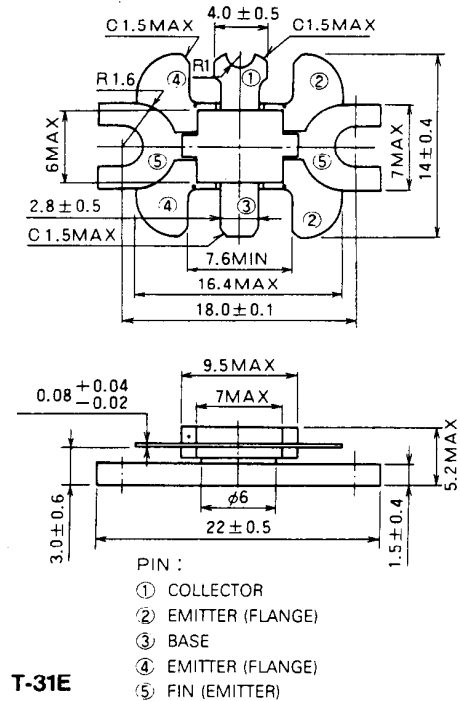 C1.5MAX
4.0±0.5
C1.5MAX
R1
④
①
②
R1.6
6MAX
⑤
⑤
7MAX
14±0.4
④
③
②
2.8±0.5
C1.5MAX
7.6MIN
16.4MAX
18.0±0.1
9.5MAX
0.08 +0.04
−0.02
7MAX
5.2MAX
3.0±0.6
φ6
1.5±0.4
22±0.5
PIN :
① COLLECTOR
② EMITTER (FLANGE)
③ BASE
④ EMITTER (FLANGE)
⑤ FIN (EMITTER)
T-31E